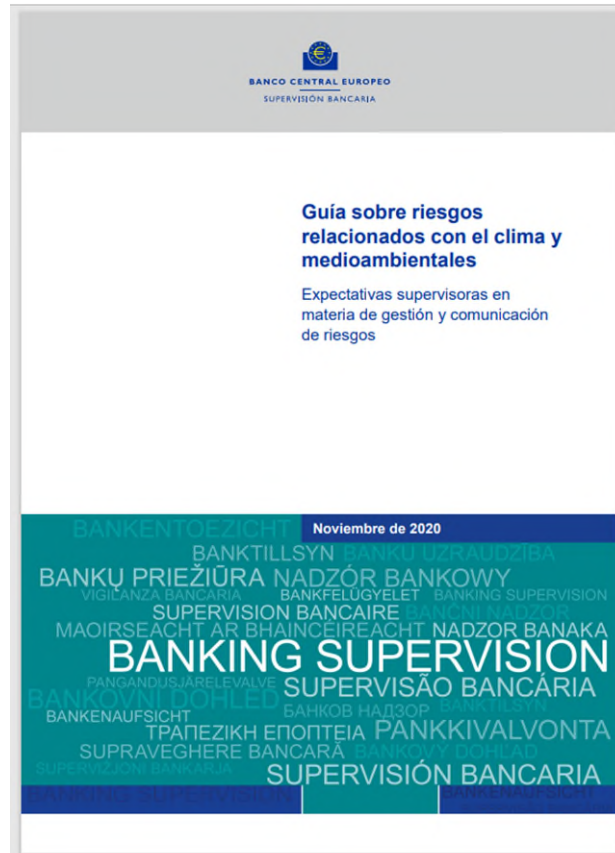 BANCO CENTRAL EUROPEO
SUPERVISIÓN BANCARIA
Guía sobre riesgos
relacionados con el clima y
medioambientales
Expectativas supervisoras en
materia de gestión y comunicación
de riesgos
Noviembre de 2020
BANKENTOEZICHT
BANKTILLSYN BANKU UZRAUDZĪBA
BANKŲ PRIEŽIŪRA NADZÓR BANKOWY
VIGILANZA BANCARIA BANKFELÜGYELET BANKING SUPERVISION
SUPERVISION BANCAIRE BANČNI NADZOR
MAOIRSEACHT AR BHAINCÉIREACHT NADZOR BANAKA
BANKING SUPERVISION
PANGANDUSJÄRELEVALVE SUPERVISÃO BANCÁRIA
BANKOVNÍ DOHLED
BANKENAUFSICHT БАНКОВ НАДЗОР BANKTILSYN
ΤΡΑΠΕΖΙΚΗ ΕΠΟΠΤΕΙΑ PANKKIVALVONTA
SUPRAVEGHERE BANCARĂ BANKOVÝ DOHĽAD
SUPERVIŻJONI BANKARJA SUPERVISIÓN BANCARIA
BANKING SUPERVISION BANKENAUFSICHT